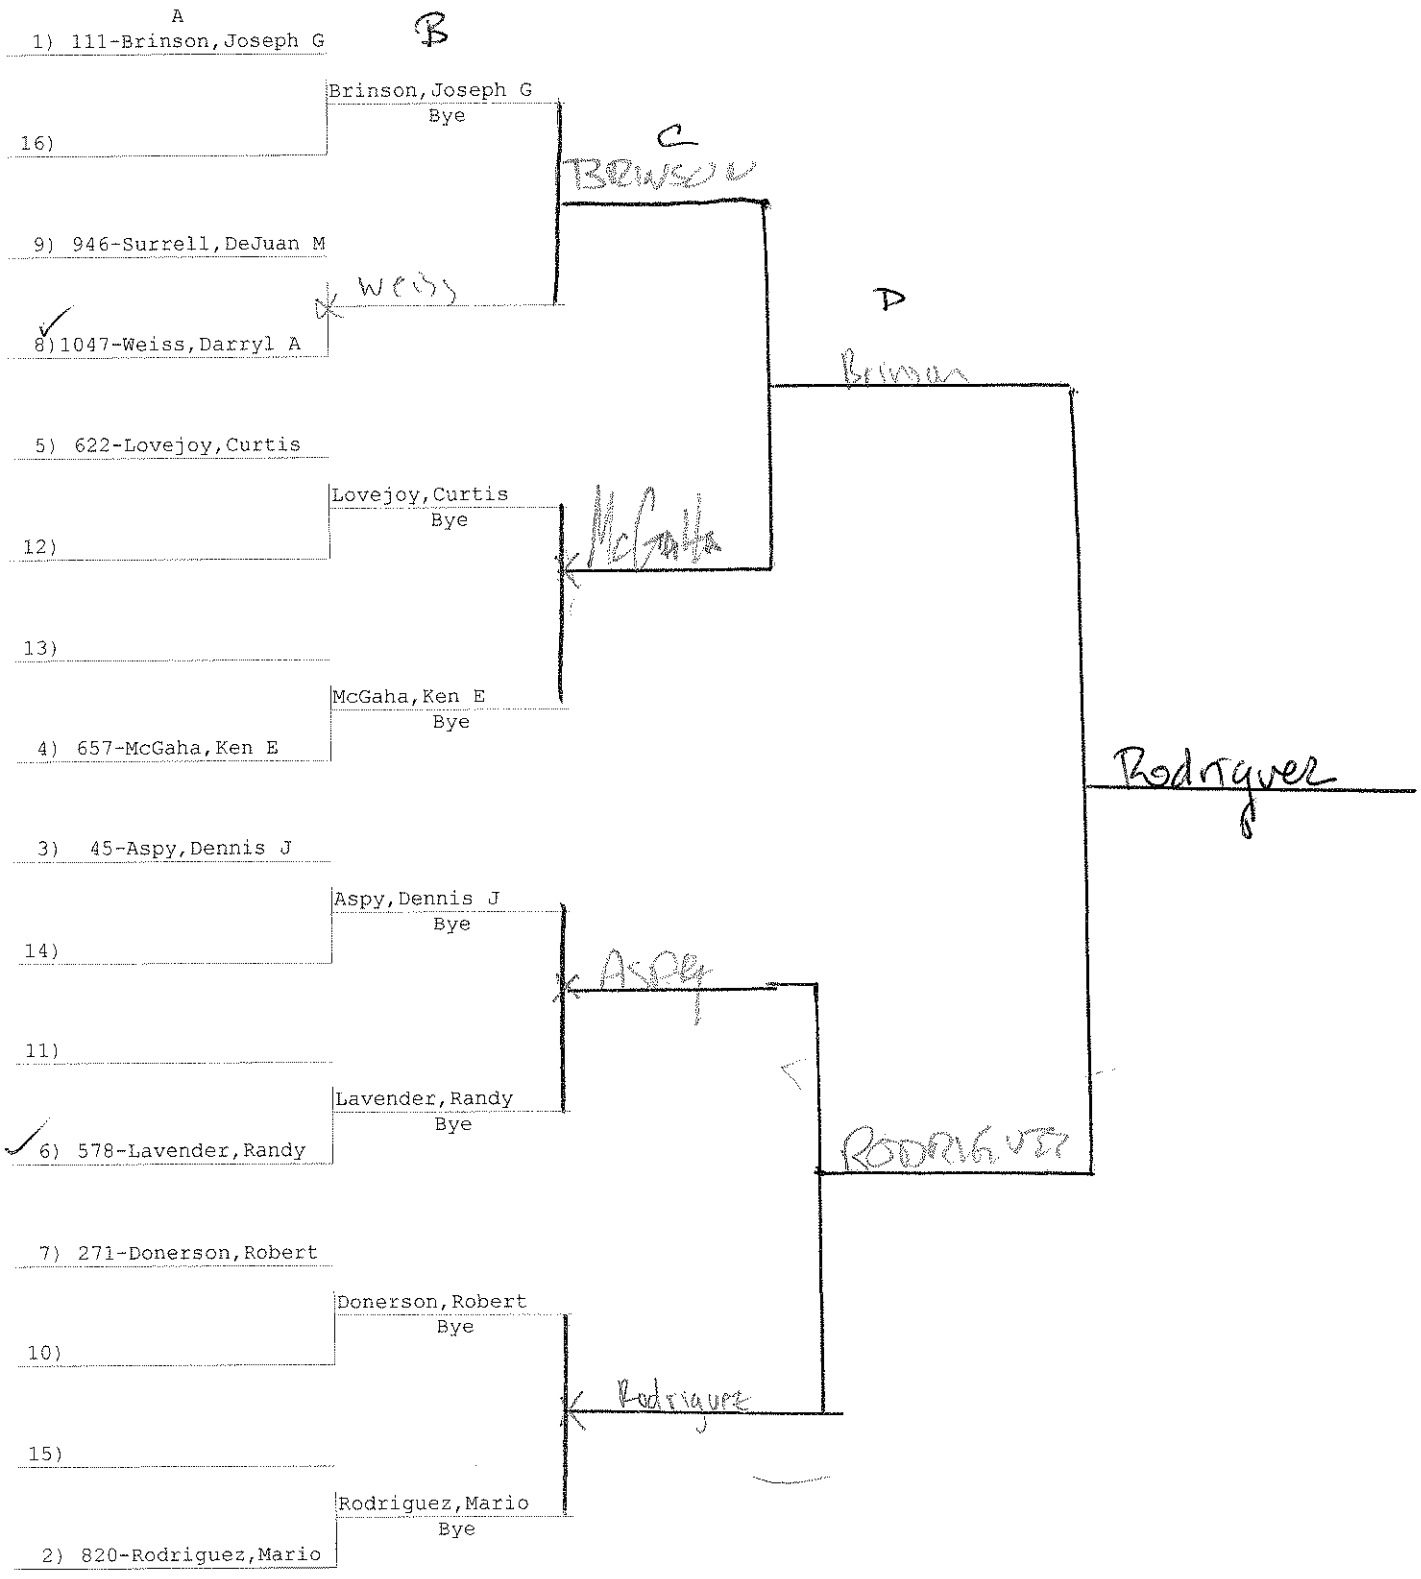 A
1) 111-Brinson,Joseph G
B
Brinson,Joseph G
Bye
16)
C
BRINSON
9) 946-Surrell,DeJuan M
Weiss
D
8)1047-Weiss,Darryl A
Brinson
5) 622-Lovejoy,Curtis
Lovejoy,Curtis
Bye
McGaHa
12)
13)
McGaha,Ken E
Bye
4) 657-McGaha,Ken E
Rodriguez
3) 45-Aspy,Dennis J
Aspy,Dennis J
Bye
14)
ASPY
11)
Lavender,Randy
Bye
6) 578-Lavender,Randy
RODRIGUEZ
7) 271-Donerson,Robert
Donerson,Robert
Bye
10)
Rodriguez
15)
Rodriguez,Mario
Bye
2) 820-Rodriguez,Mario